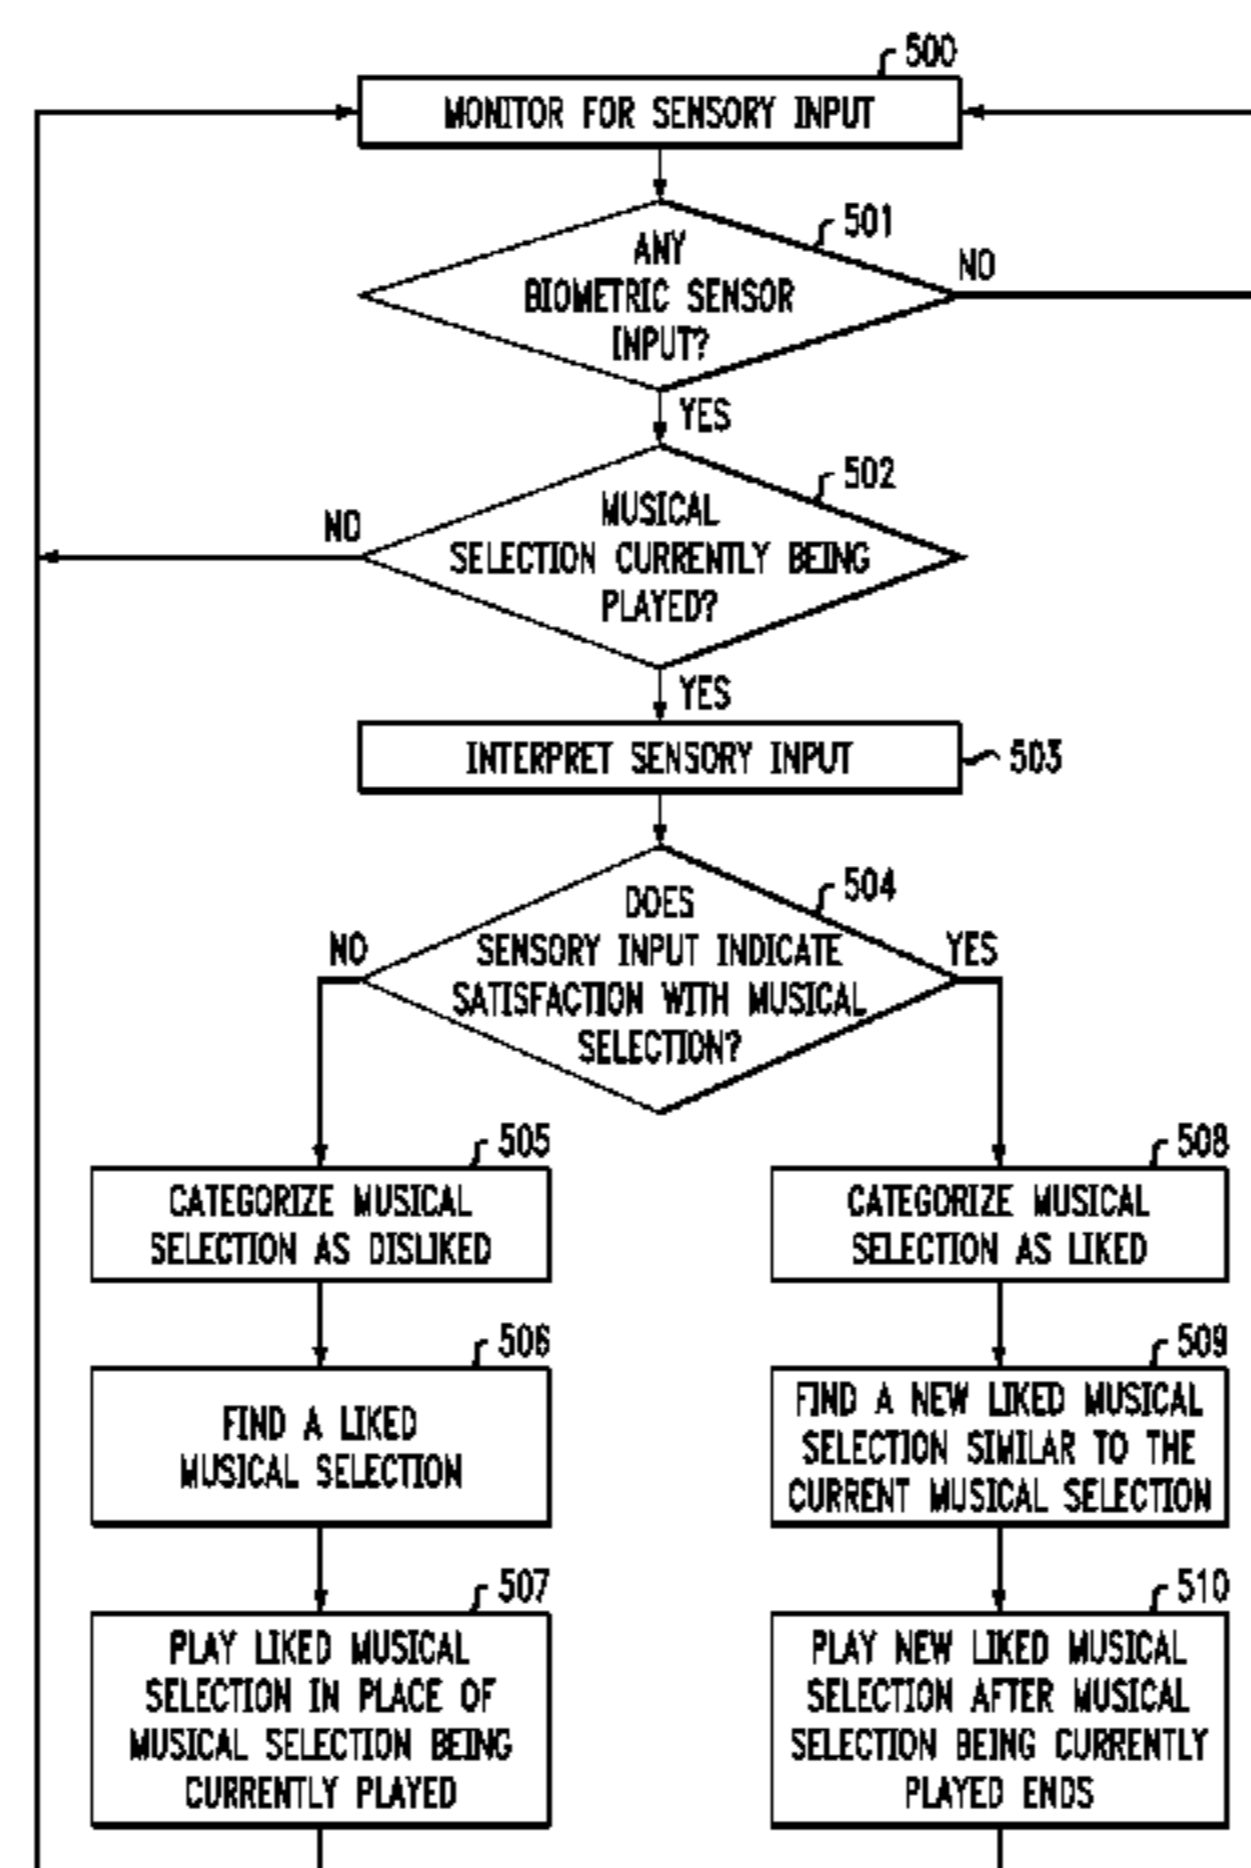 500
MONITOR FOR SENSORY INPUT
501
ANY
BIOMETRIC SENSOR
INPUT?
NO
YES
502
MUSICAL
SELECTION CURRENTLY BEING
PLAYED?
NO
YES
INTERPRET SENSORY INPUT
503
504
DOES
SENSORY INPUT INDICATE
SATISFACTION WITH MUSICAL
SELECTION?
NO
YES
505
CATEGORIZE MUSICAL
SELECTION AS DISLIKED
506
FIND A LIKED
MUSICAL SELECTION
507
PLAY LIKED MUSICAL
SELECTION IN PLACE OF
MUSICAL SELECTION BEING
CURRENTLY PLAYED
508
CATEGORIZE MUSICAL
SELECTION AS LIKED
509
FIND A NEW LIKED MUSICAL
SELECTION SIMILAR TO THE
CURRENT MUSICAL SELECTION
510
PLAY NEW LIKED MUSICAL
SELECTION AFTER MUSICAL
SELECTION BEING CURRENTLY
PLAYED ENDS